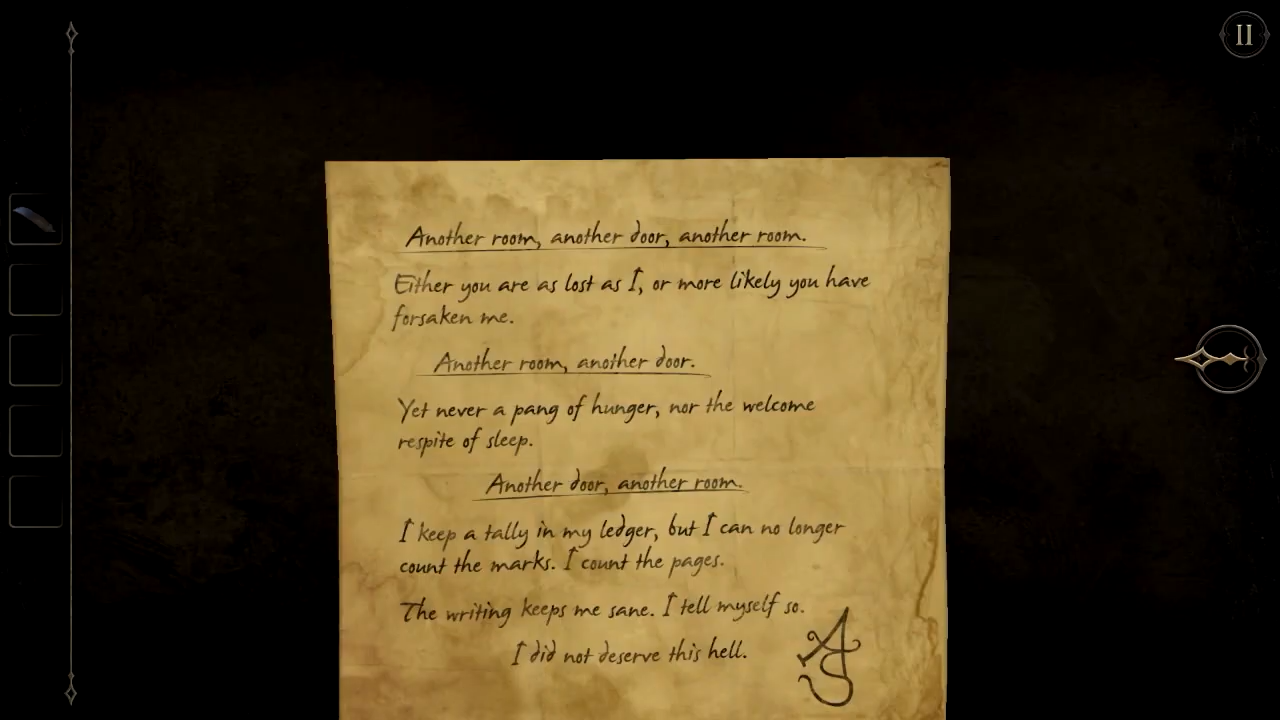 Another room, another door, another room.
Either you are as lost as I, or more likely you have
forsaken me.
Another room, another door.
Yet never a pang of hunger, nor the welcome
respite of sleep.
Another door, another room.
I keep a tally in my ledger, but I can no longer
count the marks. I count the pages.
The writing keeps me sane. I tell myself so.
I did not deserve this hell.
AS